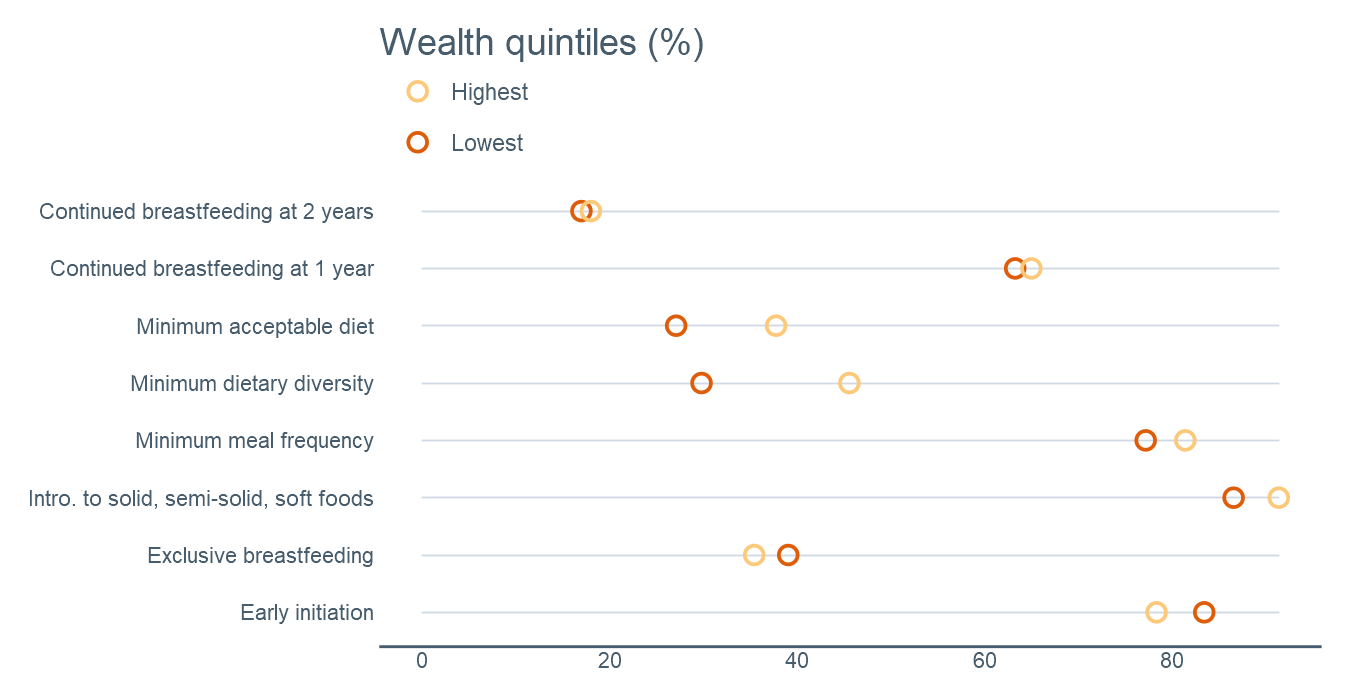 Wealth quintiles (%)
Highest
Lowest
Continued breastfeeding at 2 years
Continued breastfeeding at 1 year
Minimum acceptable diet
Minimum dietary diversity
Minimum meal frequency
Intro. to solid, semi-solid, soft foods
Exclusive breastfeeding
Early initiation
0 20 40 60 80